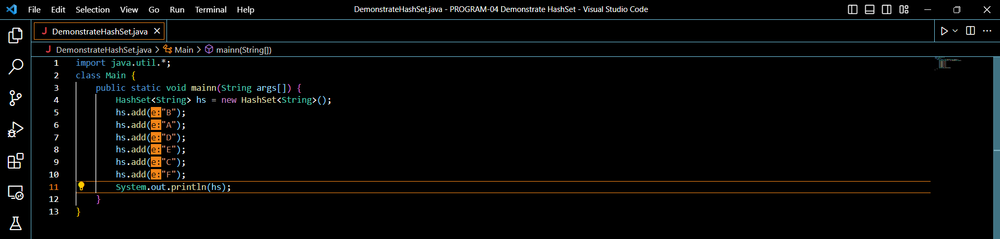 File Edit Selection View Go Run Terminal Help DemonstrateHashSet.java - PROGRAM-04 Demonstrate HashSet - Visual Studio Code
J DemonstrateHashSet.java
J DemonstrateHashSet.java > Main > mainn(String[])
1 import java.util.*;
2 class Main {
3 public static void mainn(String args[]) {
4 HashSet<String> hs = new HashSet<String>();
5 hs.add(e:"B");
6 hs.add(e:"A");
7 hs.add(e:"D");
8 hs.add(e:"E");
9 hs.add(e:"C");
10 hs.add(e:"F");
11 System.out.println(hs);
12 }
13 }